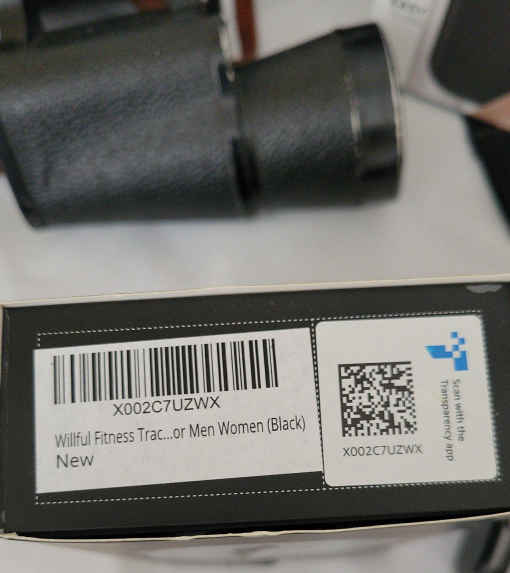 X002C7UZWX
Willful Fitness Trac...or Men Women (Black)
New
Scan with the
Transparency app
X002C7UZWX